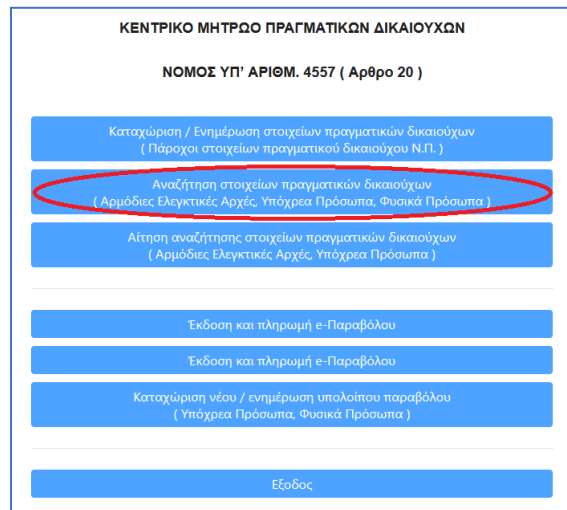 ΚΕΝΤΡΙΚΟ ΜΗΤΡΩΟ ΠΡΑΓΜΑΤΙΚΩΝ ΔΙΚΑΙΟΥΧΩΝ
ΝΟΜΟΣ ΥΠ’ ΑΡΙΘΜ. 4557 ( Αρθρο 20 )
Καταχώριση / Ενημέρωση στοιχείων πραγματικών δικαιούχων
( Πάροχοι στοιχείων πραγματικού δικαιούχου Ν.Π. )
Αναζήτηση στοιχείων πραγματικών δικαιούχων
( Αρμόδιες Ελεγκτικές Αρχές, Υπόχρεα Πρόσωπα, Φυσικά Πρόσωπα )
Αίτηση αναζήτησης στοιχείων πραγματικών δικαιούχων
( Αρμόδιες Ελεγκτικές Αρχές, Υπόχρεα Πρόσωπα )
Έκδοση και πληρωμή e-Παραβόλου
Έκδοση και πληρωμή e-Παραβόλου
Καταχώριση νέου / ενημέρωση υπολοίπου παραβόλου
( Υπόχρεα Πρόσωπα, Φυσικά Πρόσωπα )
Εξοδος